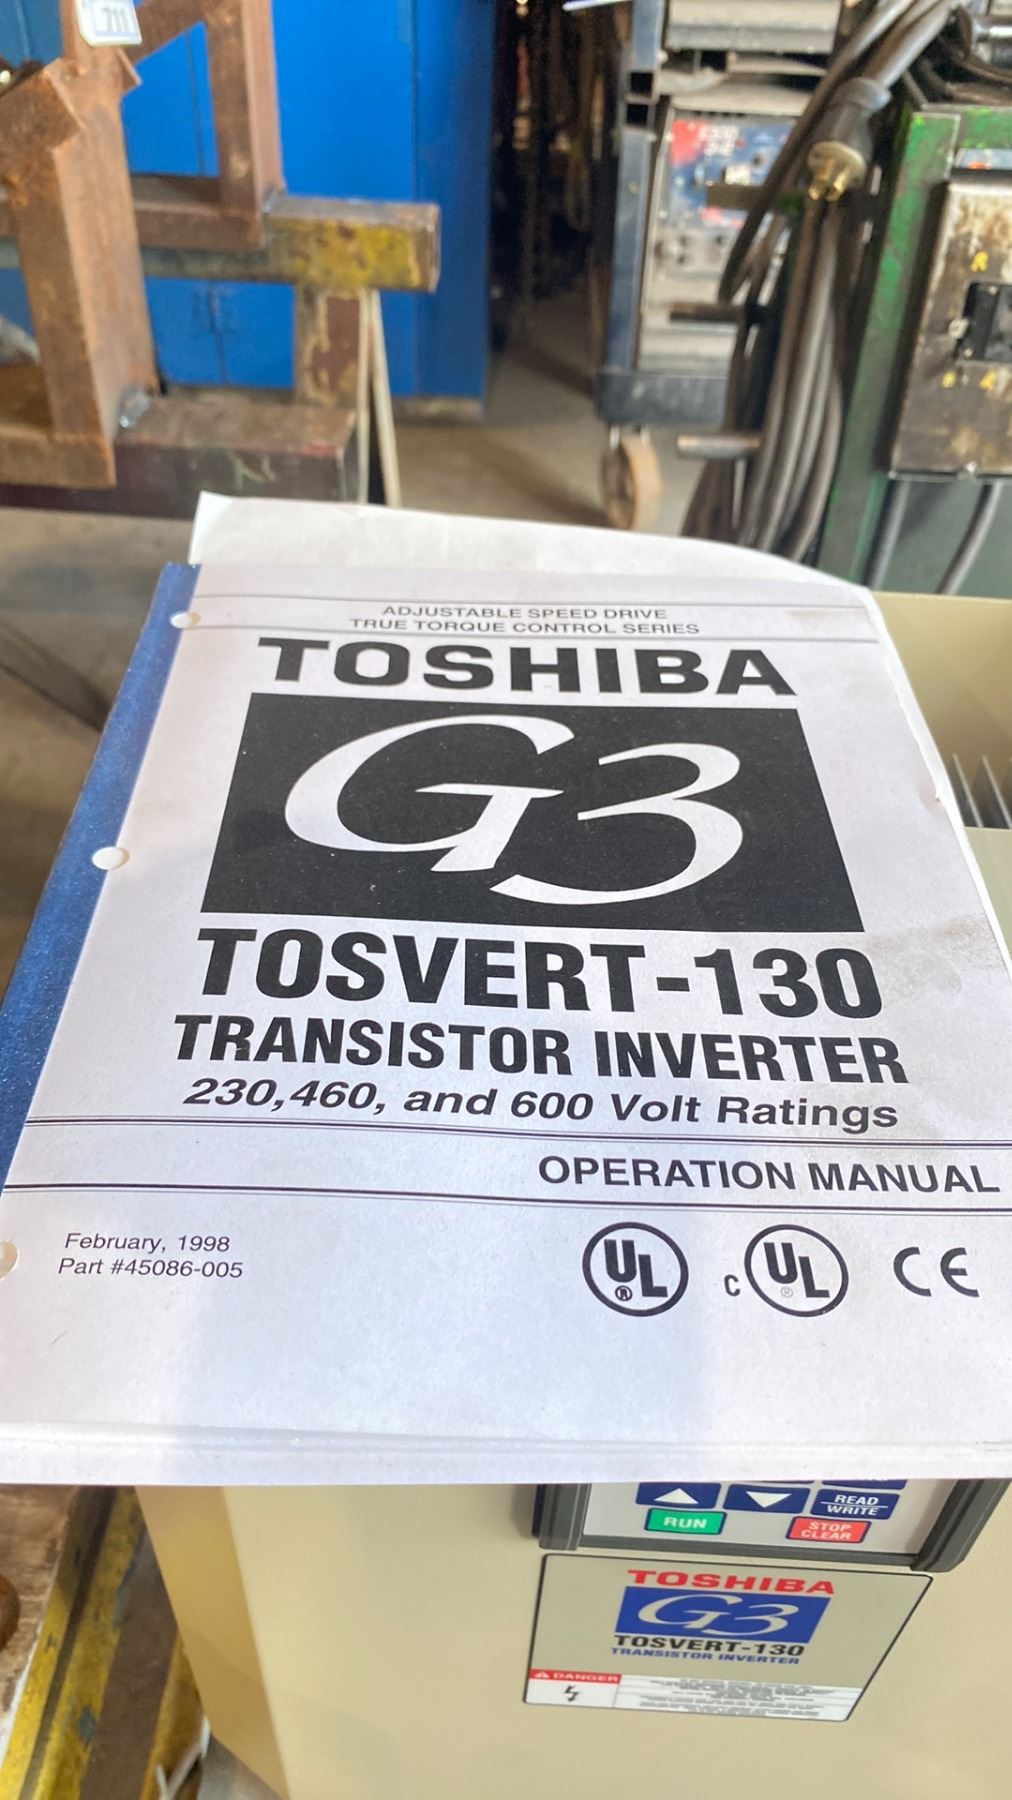 ADJUSTABLE SPEED DRIVE
TRUE TORQUE CONTROL SERIES
TOSHIBA
G3
TOSVERT-130
TRANSISTOR INVERTER
230,460, and 600 Volt Ratings
OPERATION MANUAL
February, 1998
Part #45086-005
UL
®
c UL
®
CE
READ
WRITE
RUN
STOP
CLEAR
TOSHIBA
G3
TOSVERT-130
TRANSISTOR INVERTER
DANGER